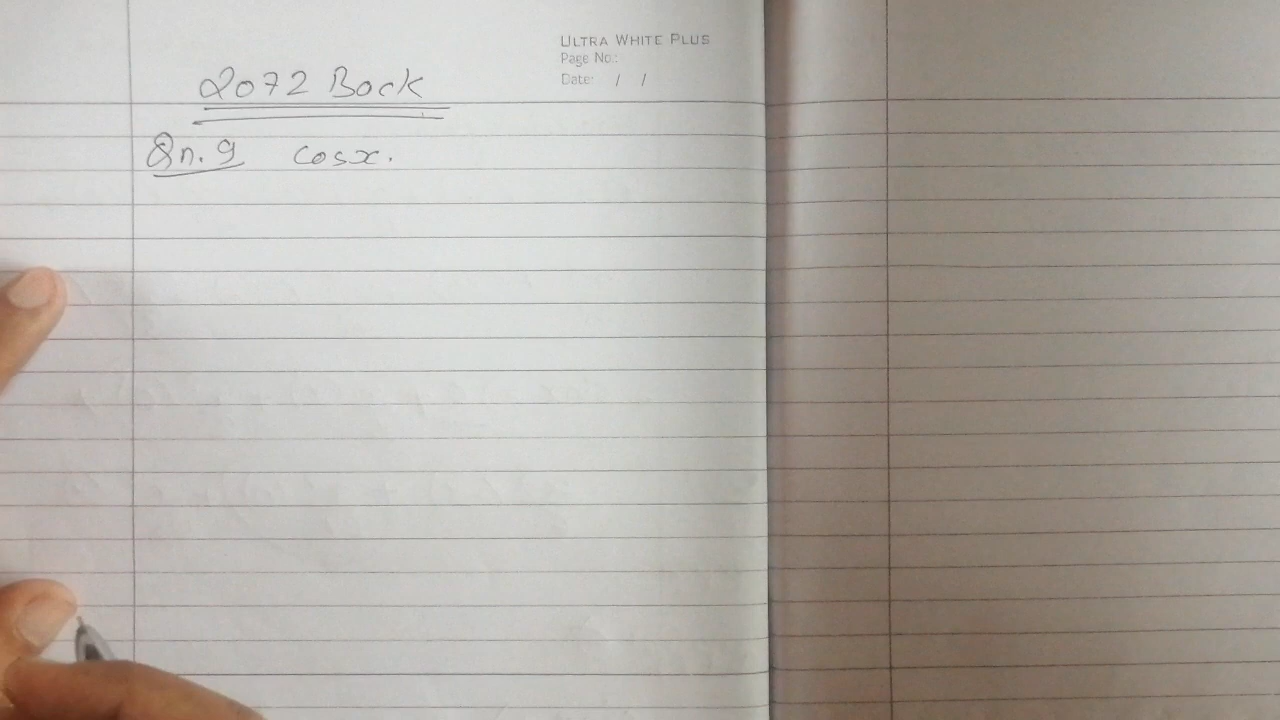 ULTRA WHITE PLUS
Page No.:
Date: / /
2072 Back
Qn. 9 cosx.